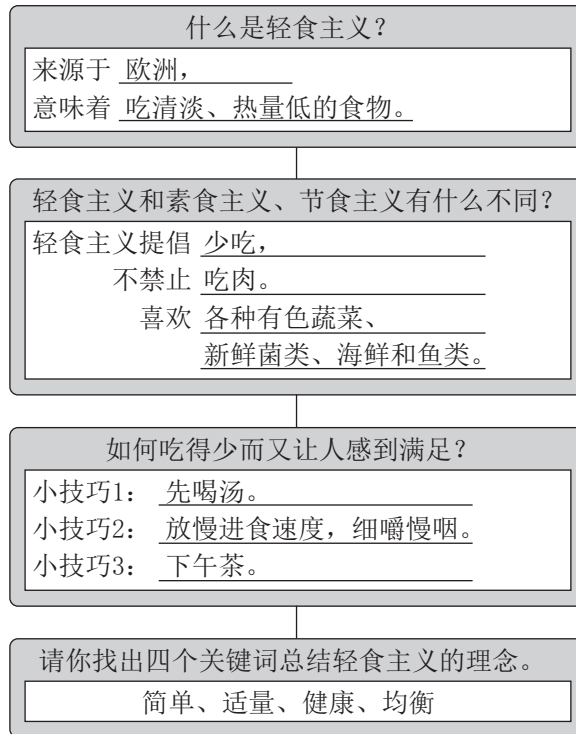 什么是轻食主义？
来源于 欧洲，
意味着 吃清淡、热量低的食物。
轻食主义和素食主义、节食主义有什么不同？
轻食主义提倡 少吃，
不禁止 吃肉。
喜欢 各种有色蔬菜、
新鲜菌类、海鲜和鱼类。
如何吃得少而又让人感到满足？
小技巧1： 先喝汤。
小技巧2： 放慢进食速度，细嚼慢咽。
小技巧3： 下午茶。
请你找出四个关键词总结轻食主义的理念。
简单、适量、健康、均衡